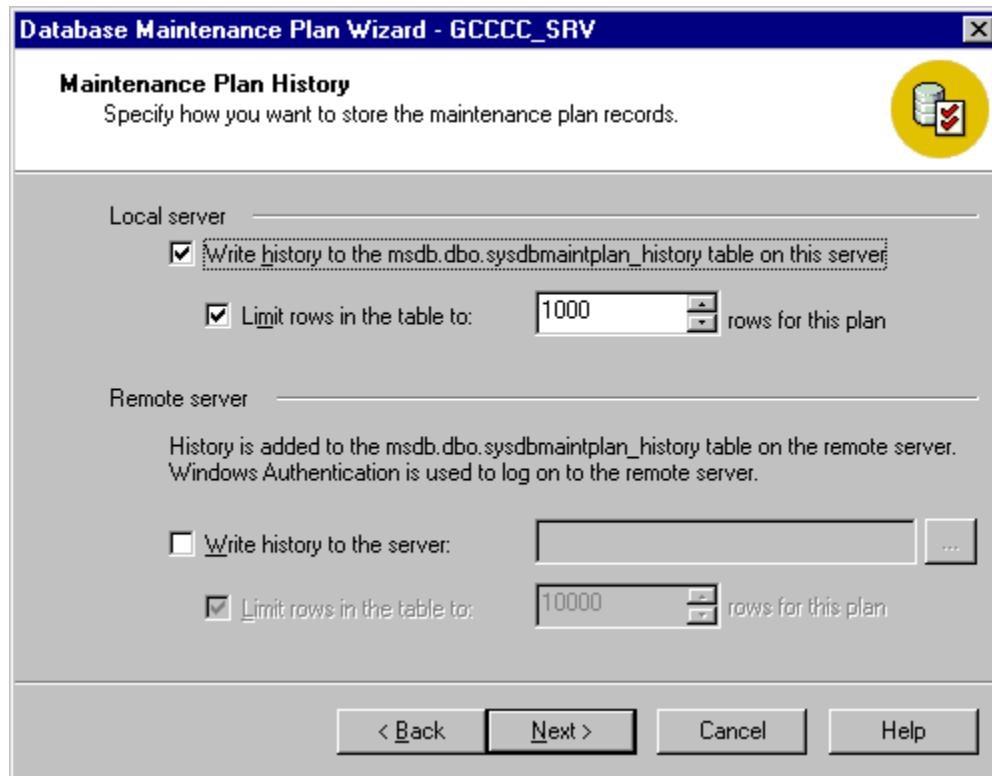 Database Maintenance Plan Wizard - GCCCC_SRV
Maintenance Plan History
Specify how you want to store the maintenance plan records.
Local server
Write history to the msdb.dbo.sysdbmaintplan_history table on this server
Limit rows in the table to: 1000 rows for this plan
Remote server
History is added to the msdb.dbo.sysdbmaintplan_history table on the remote server.
Windows Authentication is used to log on to the remote server.
Write history to the server: ...
Limit rows in the table to: 10000 rows for this plan
< Back Next > Cancel Help